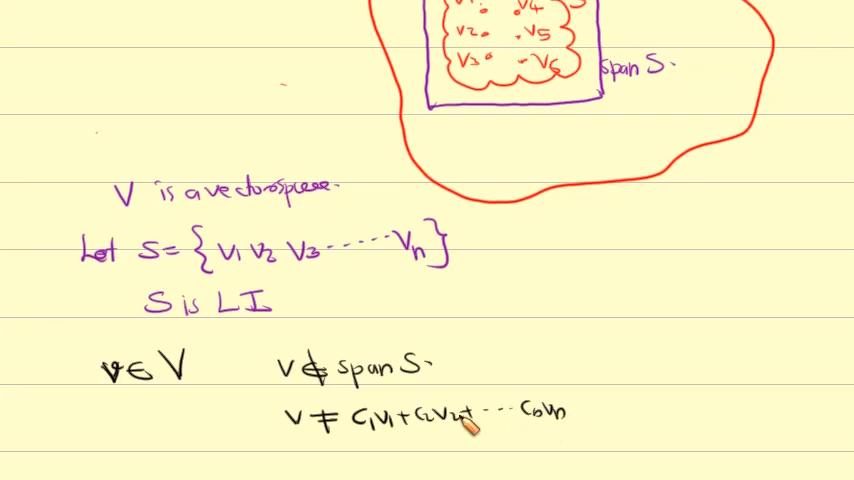 V4
V2 V5
V3 V6 span S.
V is a vectorspace.
Let S = { V1 V2 V3 ...... Vn }
S is LI
v ∈ V V ∉ span S.
V ≠ C1V1 + C2V2 + ... CnVn